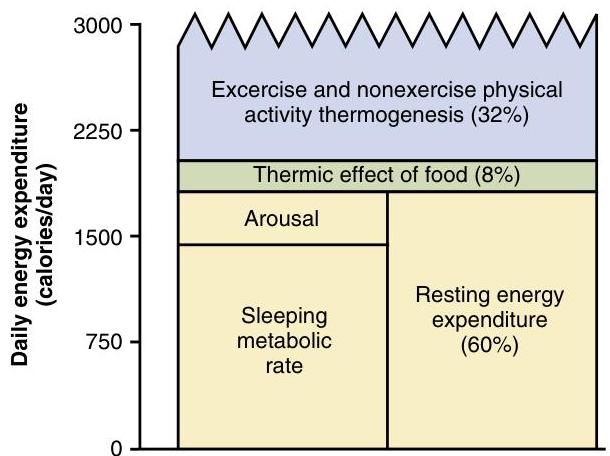 Daily energy expenditure
(calories/day)
3000
2250
1500
750
0
Excercise and nonexercise physical
activity thermogenesis (32%)
Thermic effect of food (8%)
Arousal
Sleeping
metabolic
rate
Resting energy
expenditure
(60%)